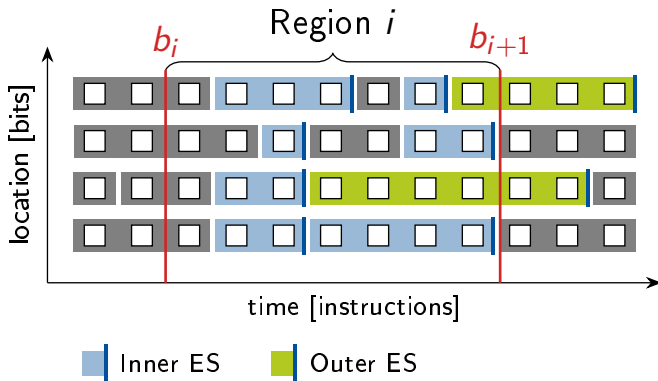 Region i
b_i
b_{i+1}
location [bits]
time [instructions]
Inner ES
Outer ES